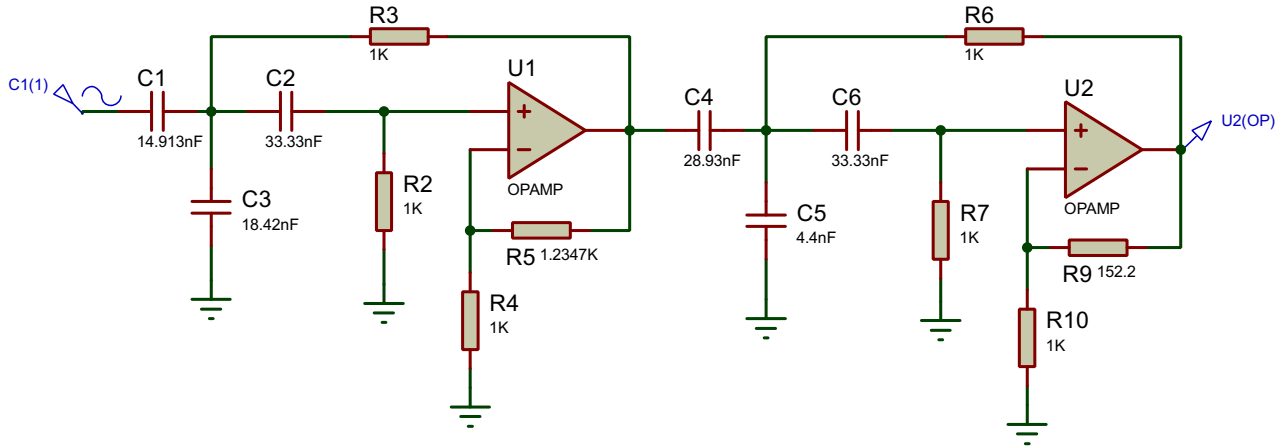 C1(1)
C1
14.913nF
C2
33.33nF
C3
18.42nF
R3
1K
R2
1K
U1
+
−
OPAMP
R5 1.2347K
R4
1K
C4
28.93nF
C6
33.33nF
C5
4.4nF
R6
1K
R7
1K
U2
+
−
OPAMP
R9 152.2
R10
1K
U2(OP)